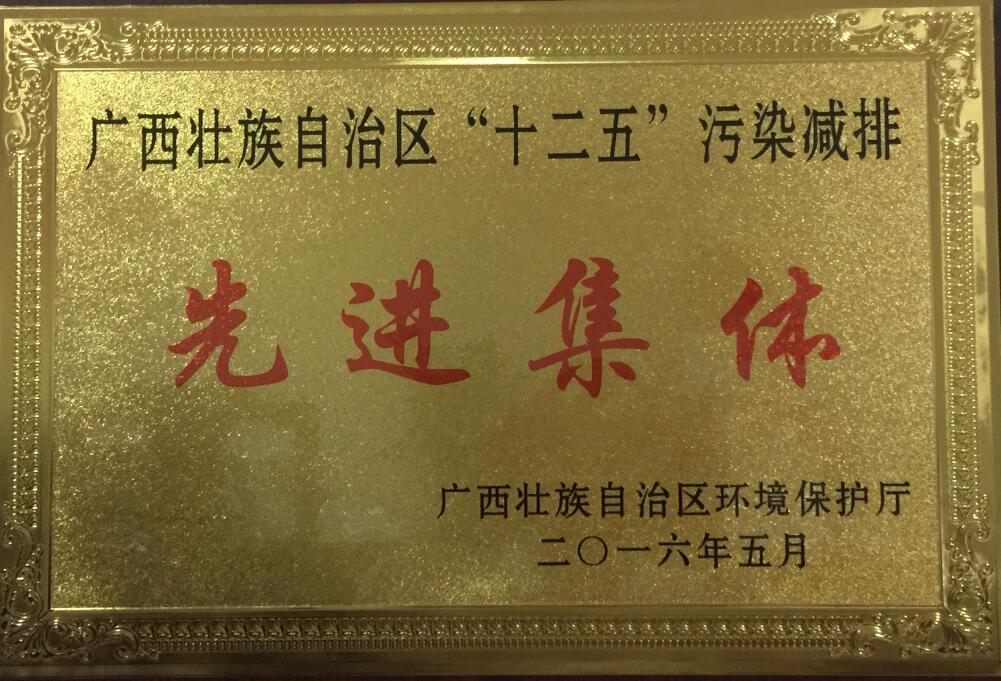 广西壮族自治区“十二五”污染减排
先进集体
广西壮族自治区环境保护厅
二〇一六年五月